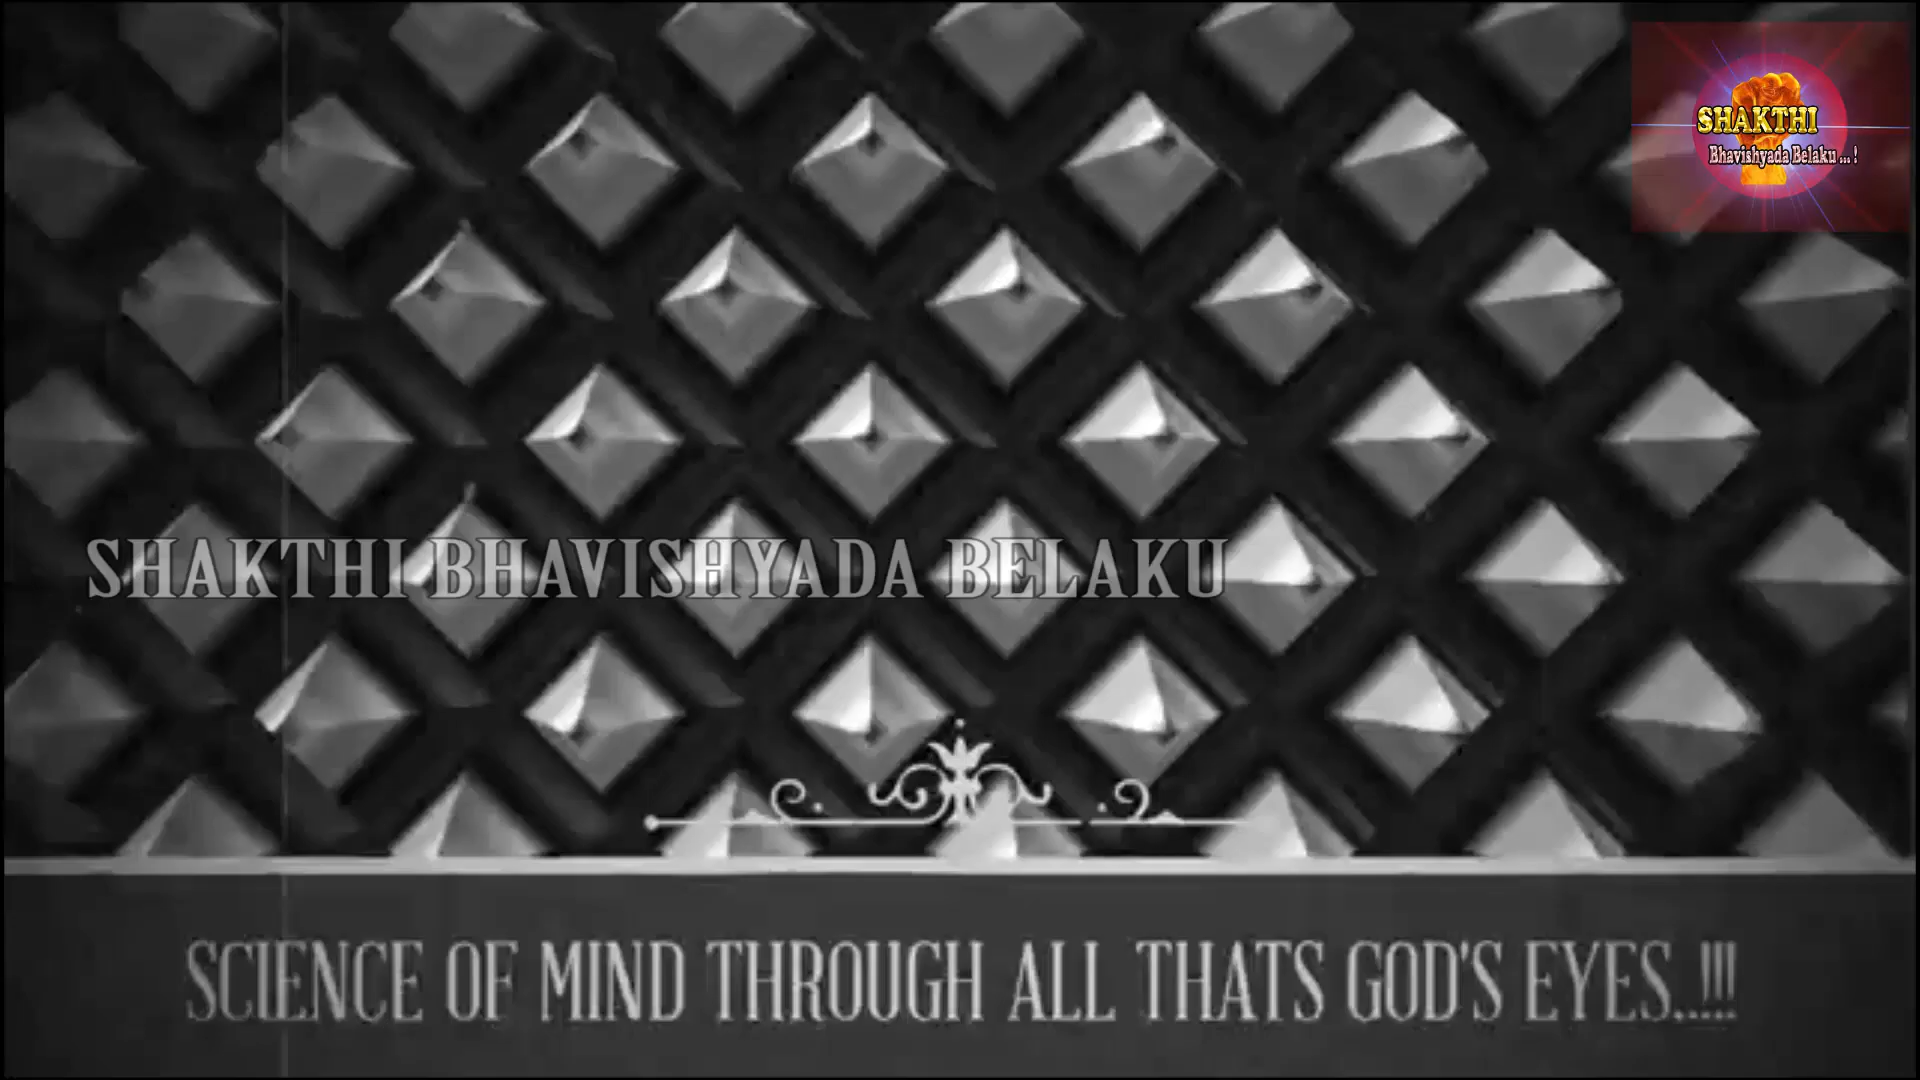 SHAKTHI
Bhavishyada Belaku ... !
SHAKTHI BHAVISHYADA BELAKU
SCIENCE OF MIND THROUGH ALL THATS GOD'S EYES..!!!